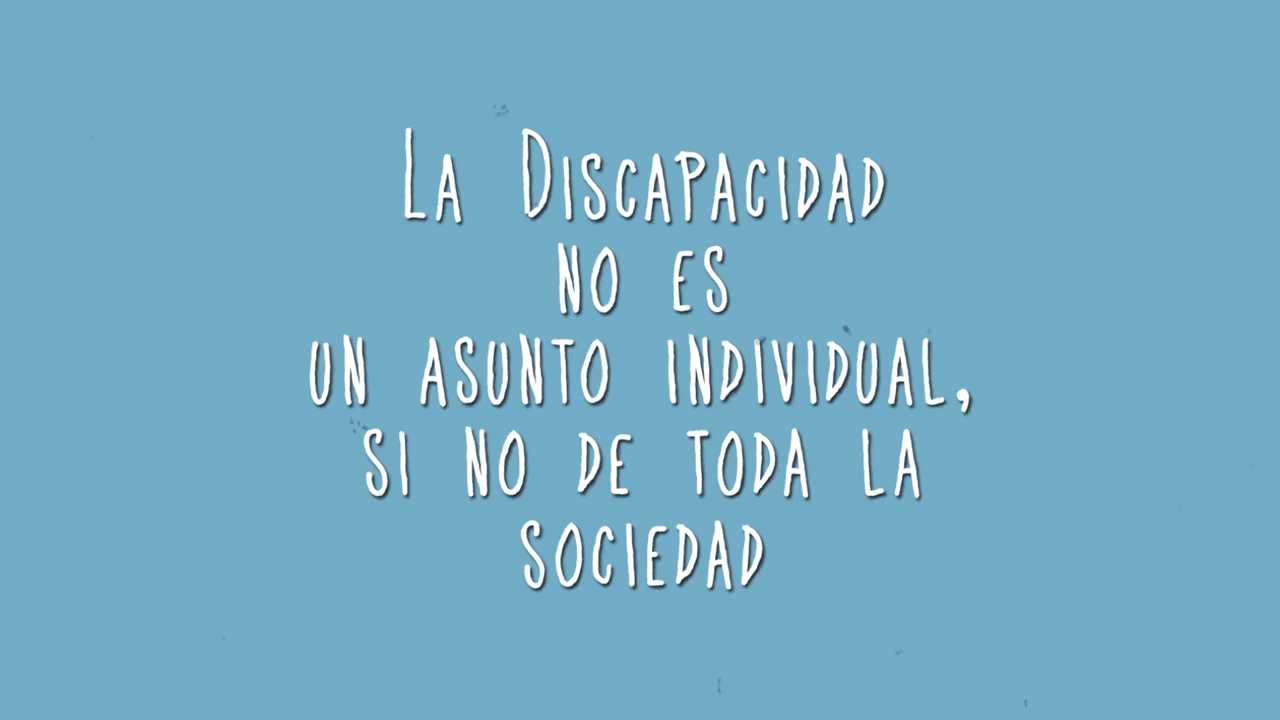 La Discapacidad
no es
un asunto individual,
si no de toda la
sociedad